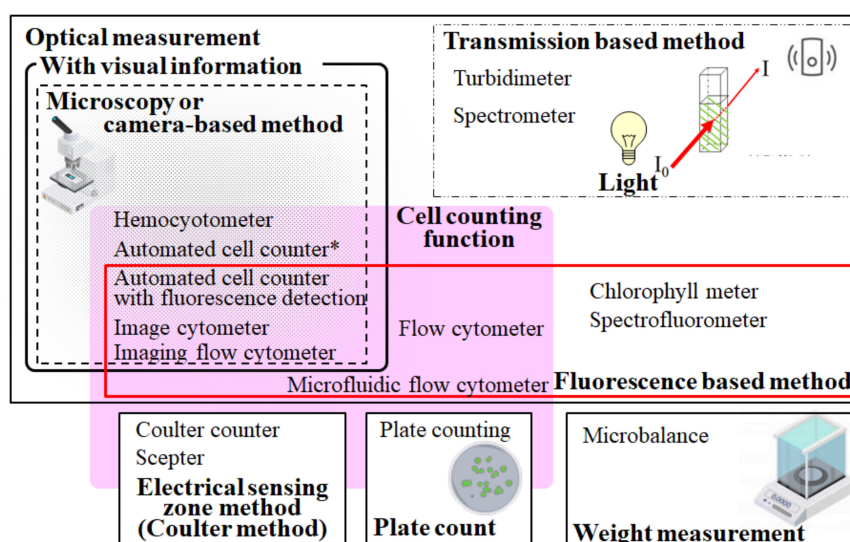 Optical measurement
With visual information
Microscopy or
camera-based method
Transmission based method
Turbidimeter
Spectrometer
I
I0
Light
Hemocyotometer
Automated cell counter*
Automated cell counter
with fluorescence detection
Image cytometer
Imaging flow cytometer
Cell counting
function
Flow cytometer
Microfluidic flow cytometer
Chlorophyll meter
Spectrofluorometer
Fluorescence based method
Coulter counter
Scepter
Electrical sensing
zone method
(Coulter method)
Plate counting
Plate count
Microbalance
0.0000
Weight measurement